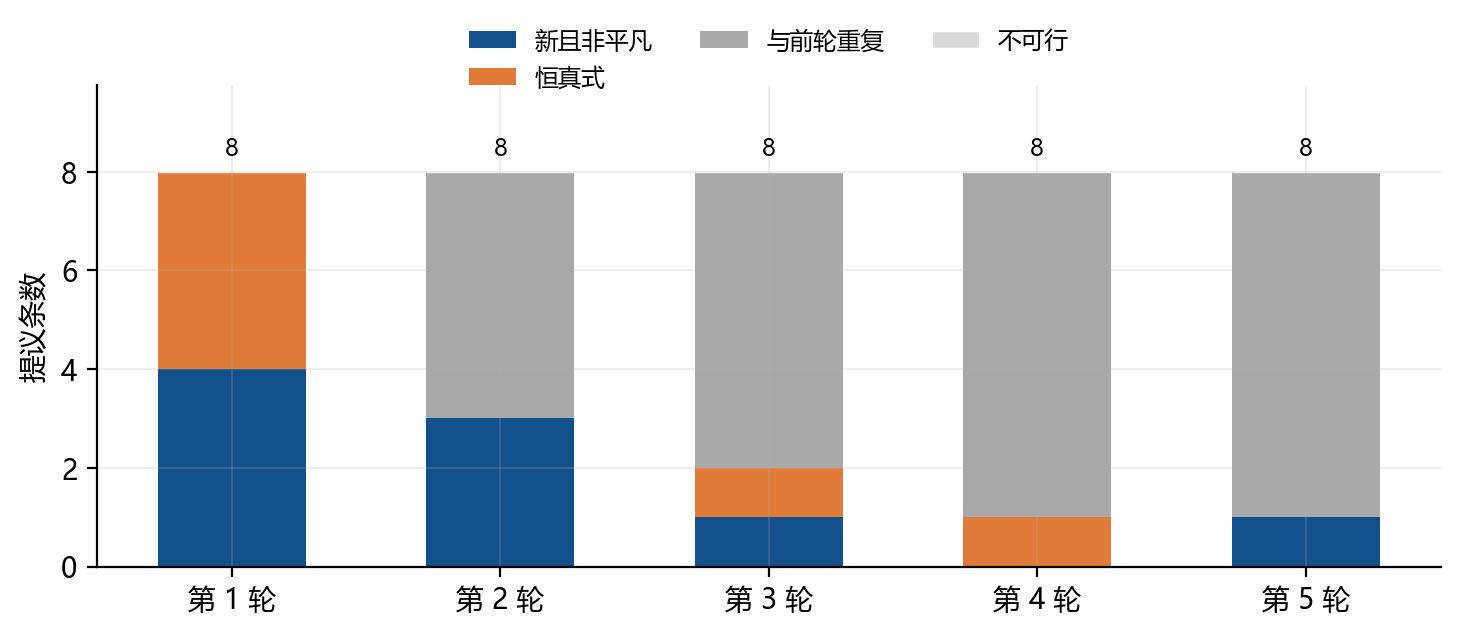 新且非平凡 与前轮重复 不可行
恒真式
8 8 8 8 8
提议条数
8
6
4
2
0
第 1 轮 第 2 轮 第 3 轮 第 4 轮 第 5 轮